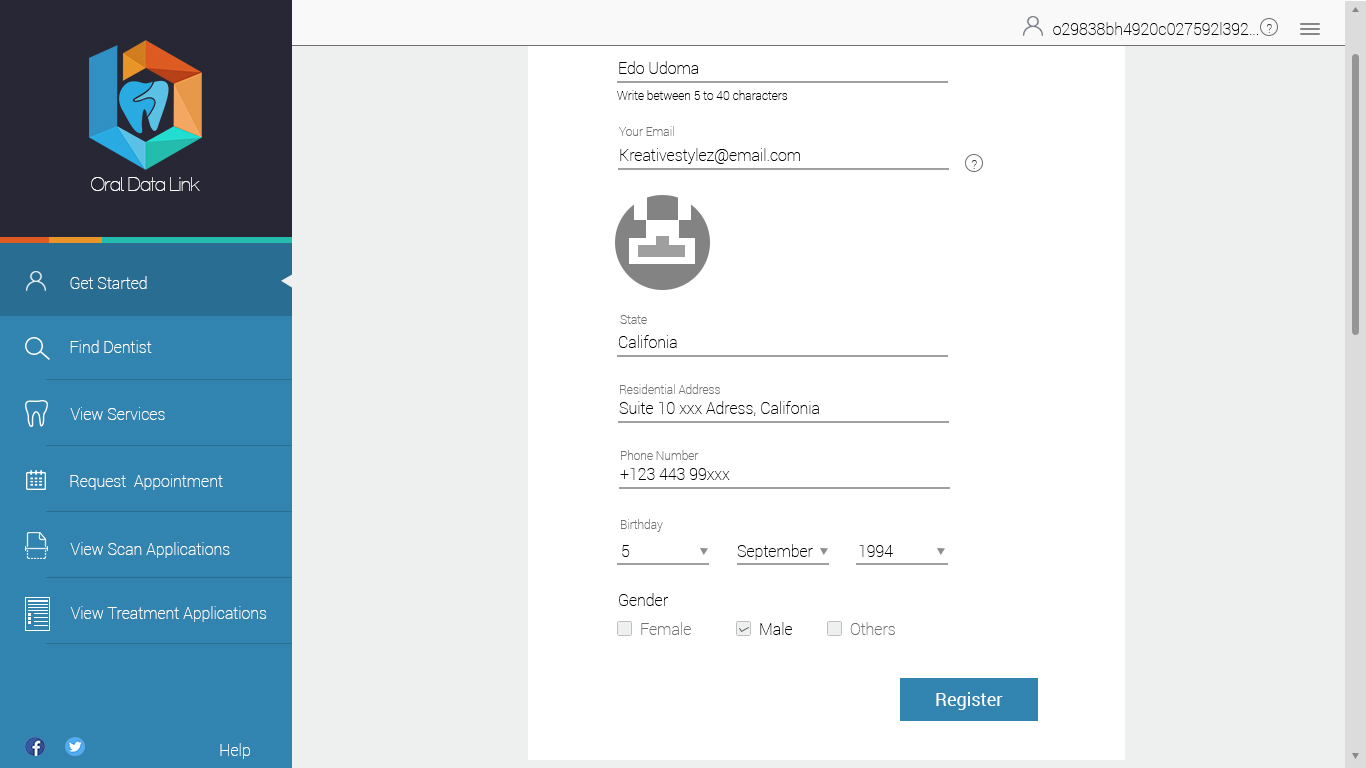 Oral Data Link
Get Started
Find Dentist
View Services
Request Appointment
View Scan Applications
View Treatment Applications
Help
o29838bh4920c027592l392...
?
Edo Udoma
Write between 5 to 40 characters
Your Email
Kreativestylez@email.com
?
State
Califonia
Residential Address
Suite 10 xxx Adress, Califonia
Phone Number
+123 443 99xxx
Birthday
5 September 1994
Gender
Female Male Others
Register